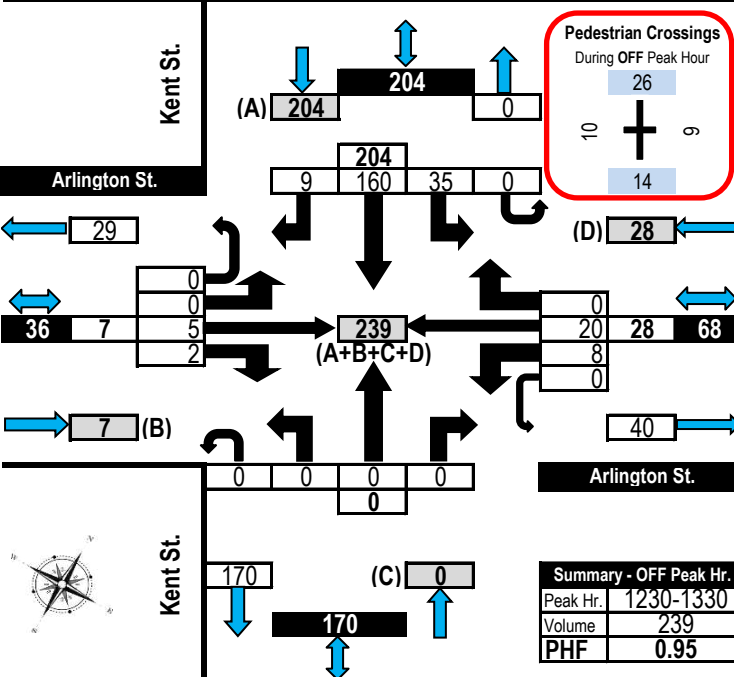 Kent St.
204
(A) 204
0
Pedestrian Crossings
During OFF Peak Hour
26
10
9
14
Arlington St.
204
9 160 35 0
29
(D) 28
0
0
36 7 5
2
239
(A+B+C+D)
0
20 28 68
8
0
7 (B)
40
0 0 0 0
0
Arlington St.
Kent St.
170
(C) 0
170
Summary - OFF Peak Hr.
Peak Hr. 1230-1330
Volume 239
PHF 0.95